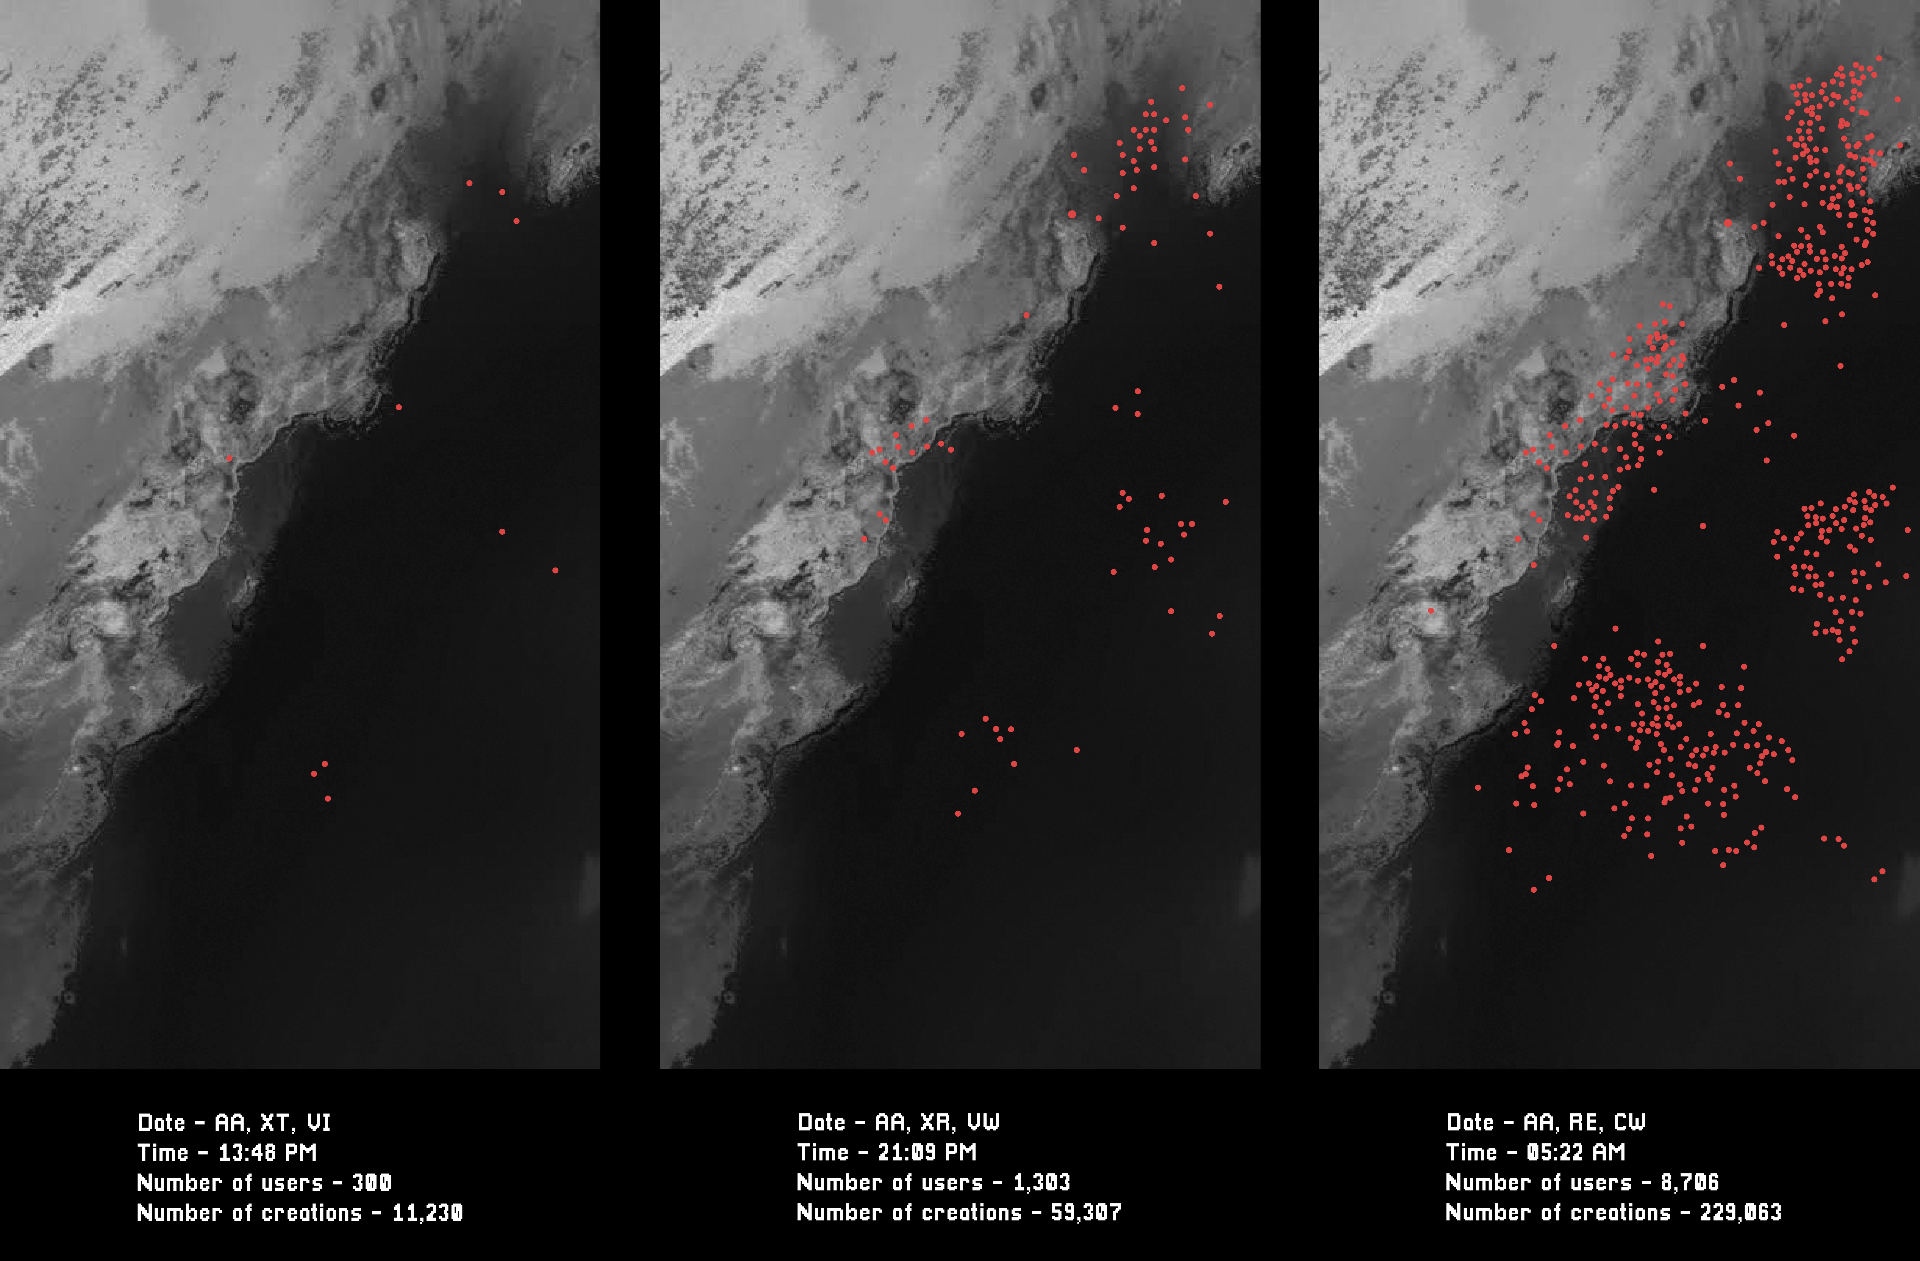 Date - AA, XT, VI
Time - 13:48 PM
Number of users - 300
Number of creations - 11,230
Date - AA, XR, VW
Time - 21:09 PM
Number of users - 1,303
Number of creations - 59,307
Date - AA, RE, CW
Time - 05:22 AM
Number of users - 8,706
Number of creations - 229,063